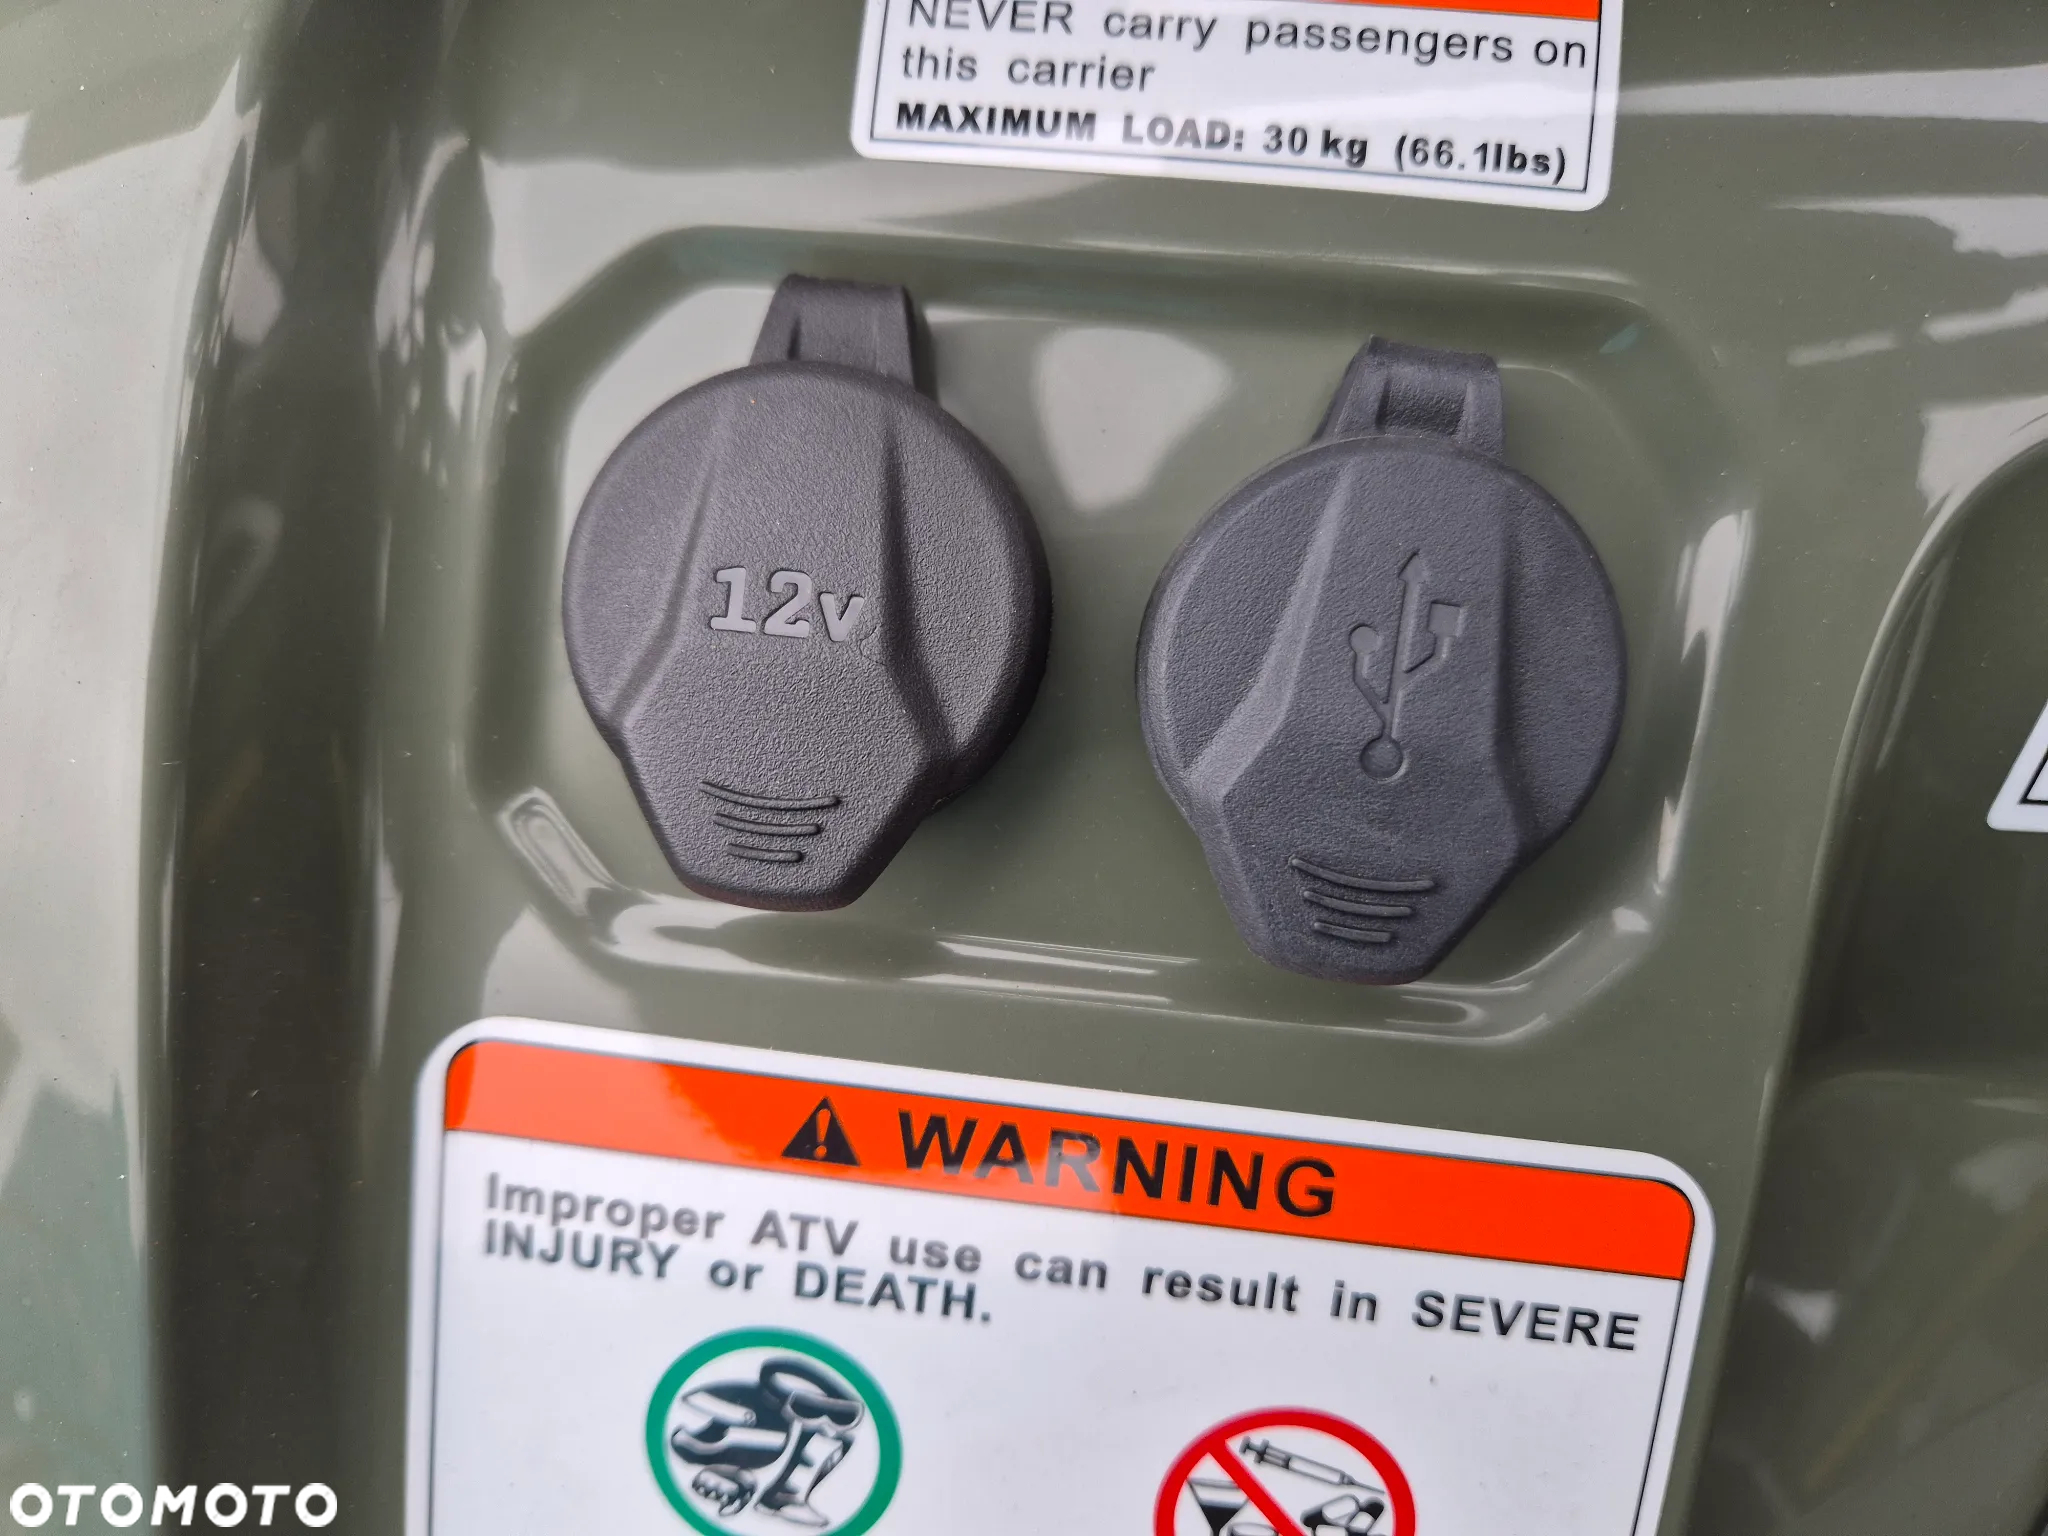 NEVER carry passengers on
this carrier
MAXIMUM LOAD: 30 kg (66.1lbs)
12v
WARNING
Improper ATV use can result in SEVERE
INJURY or DEATH.
OTOMOTO